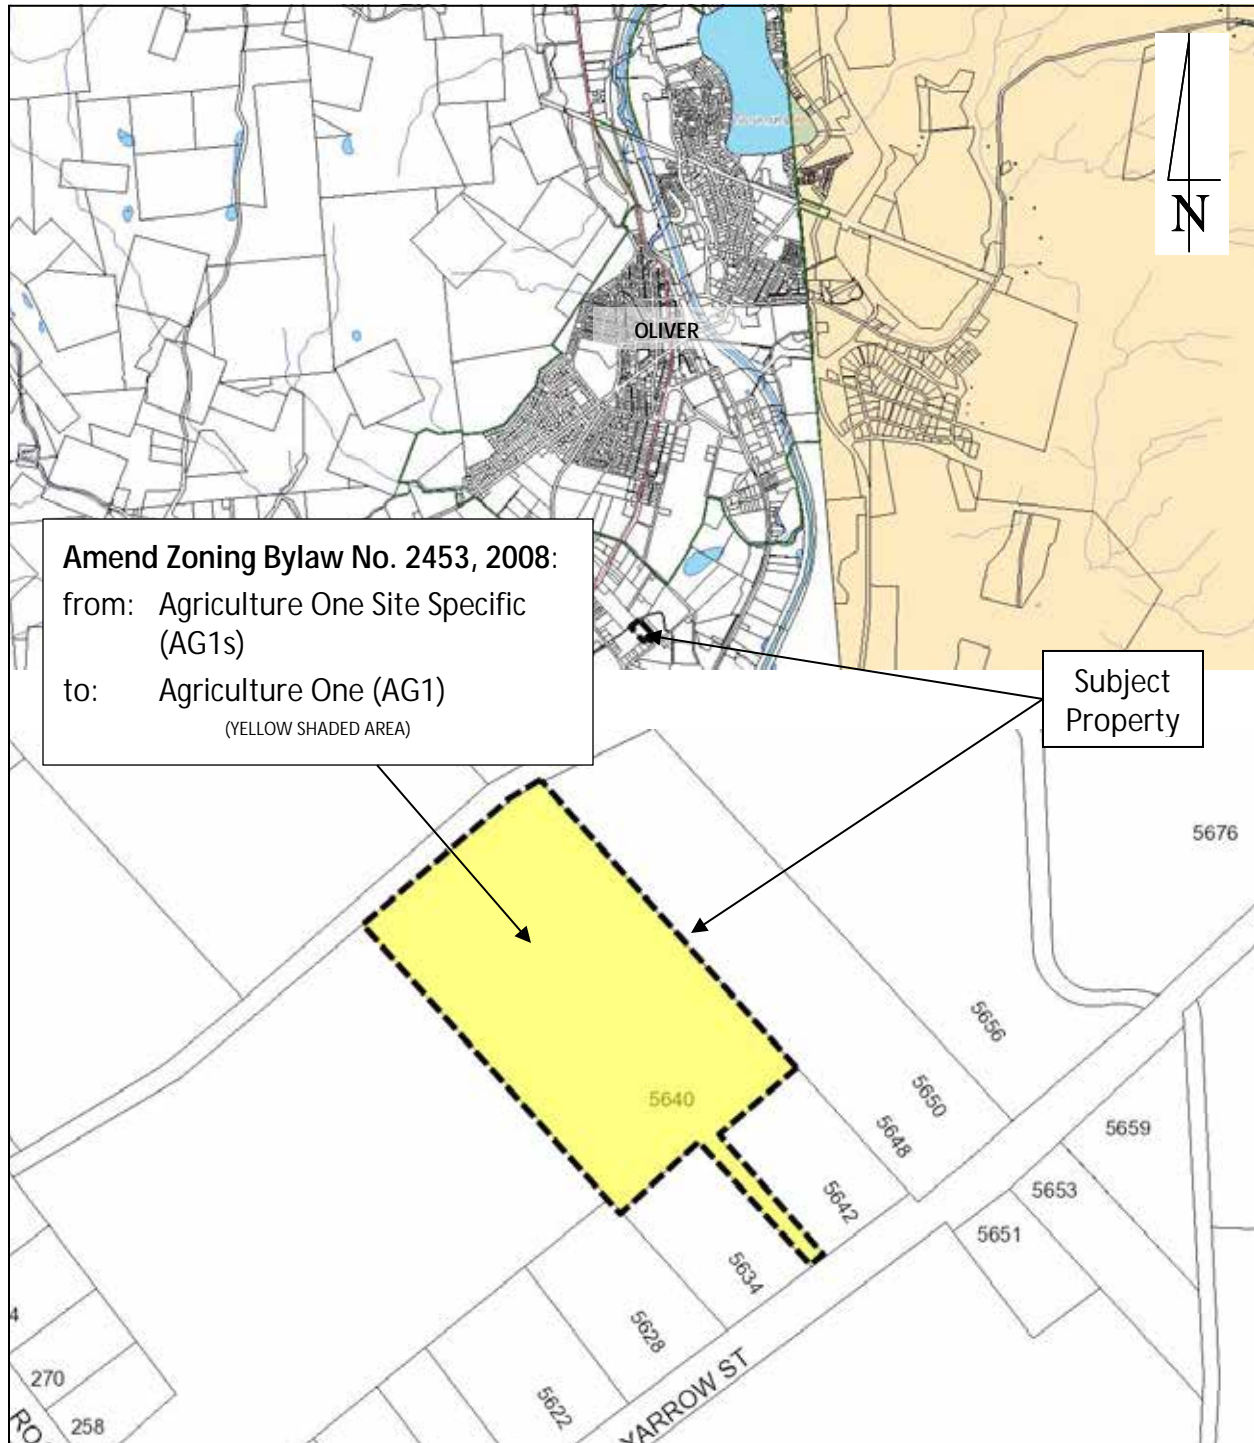 N
OLIVER
Amend Zoning Bylaw No. 2453, 2008:
from: Agriculture One Site Specific
(AG1s)
to: Agriculture One (AG1)
(YELLOW SHADED AREA)
Subject
Property
5676
5656
5650
5640
5648
5659
5642
5653
5651
5634
5628
5622
YARROW ST
4
270
258